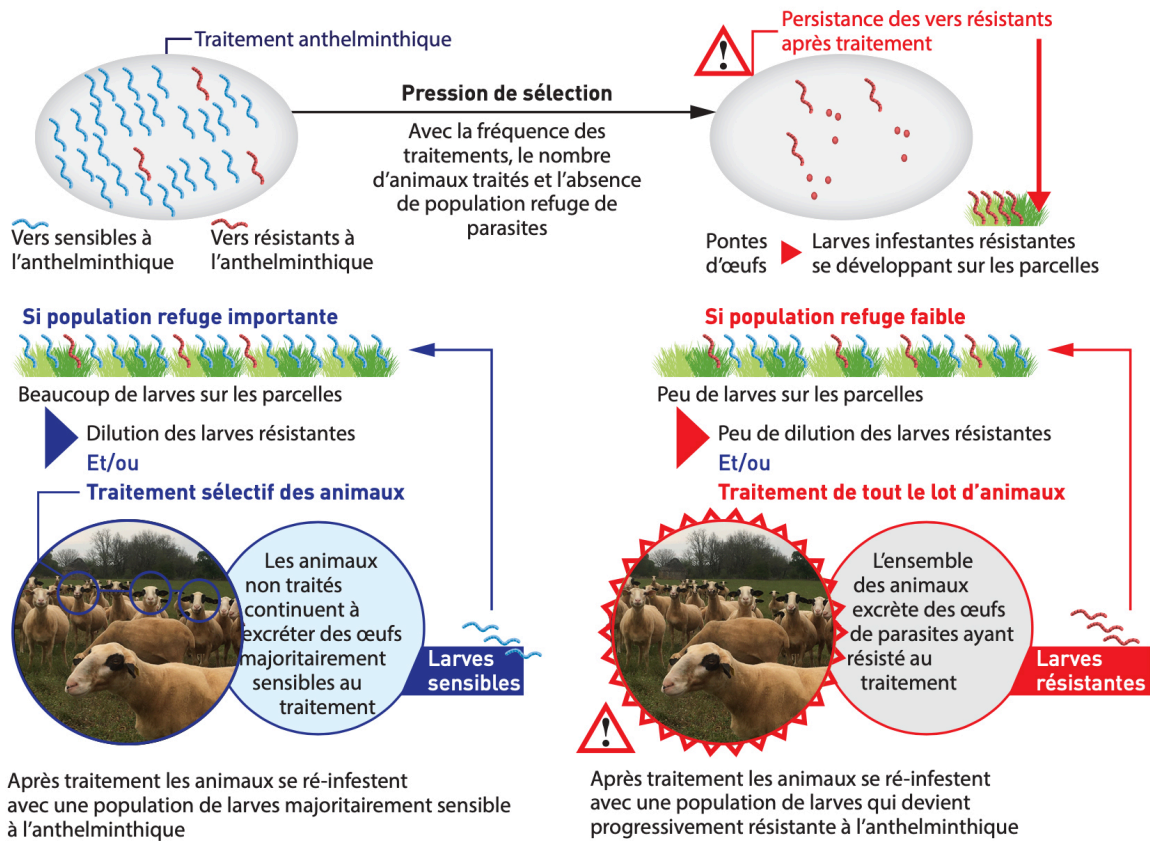 Traitement anthelminthique
Persistance des vers résistants
après traitement
Pression de sélection
Avec la fréquence des
traitements, le nombre
d’animaux traités et l’absence
de population refuge de
parasites
Vers sensibles à
l’anthelminthique
Vers résistants à
l’anthelminthique
Pontes
d’œufs
Larves infestantes résistantes
se développant sur les parcelles
Si population refuge importante
Beaucoup de larves sur les parcelles
Dilution des larves résistantes
Et/ou
Traitement sélectif des animaux
Les animaux
non traités
continuent à
excréter des œufs
majoritairement
sensibles au
traitement
Larves
sensibles
Après traitement les animaux se ré-infestent
avec une population de larves majoritairement sensible
à l’anthelminthique
Si population refuge faible
Peu de larves sur les parcelles
Peu de dilution des larves résistantes
Et/ou
Traitement de tout le lot d’animaux
L’ensemble
des animaux
excrète des œufs
de parasites ayant
résisté au
traitement
Larves
résistantes
Après traitement les animaux se ré-infestent
avec une population de larves qui devient
progressivement résistante à l’anthelminthique